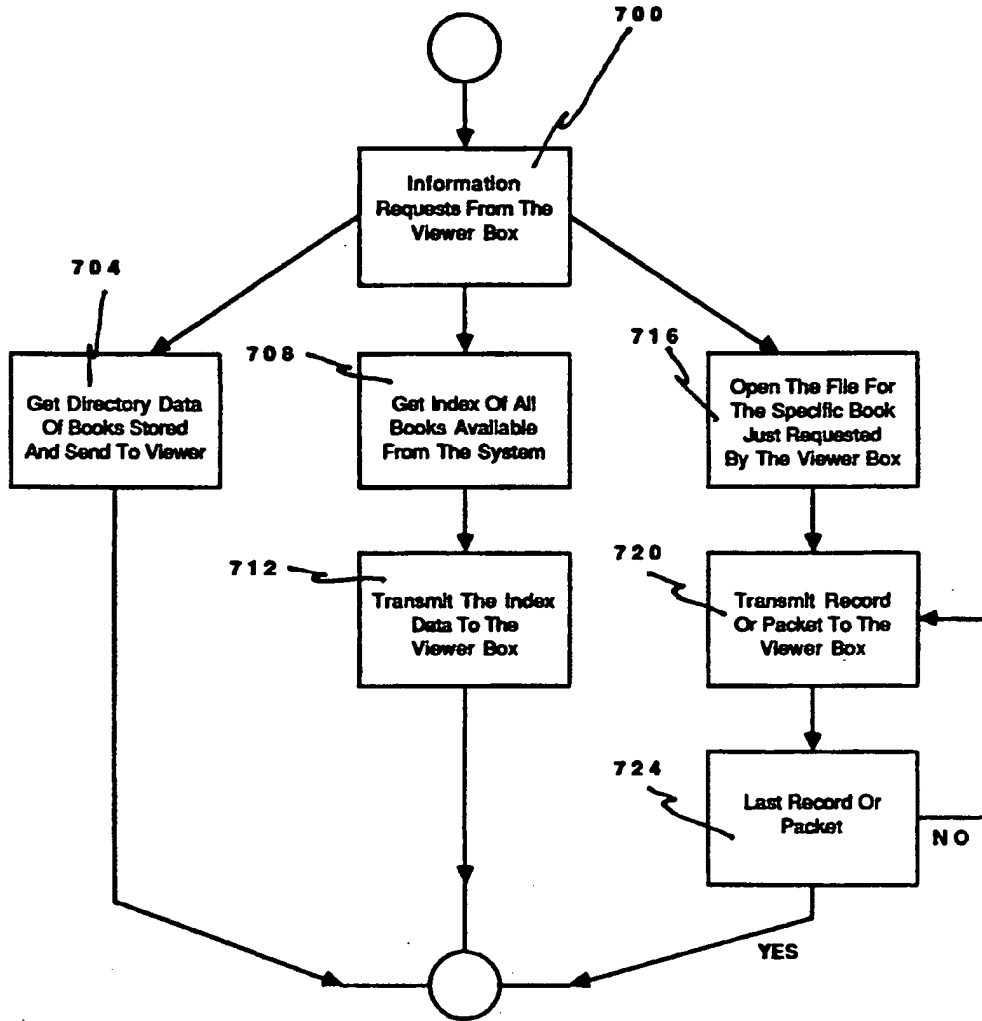 700
Information
Requests From The
Viewer Box
704
Get Directory Data
Of Books Stored
And Send To Viewer
708
Get Index Of All
Books Available
From The System
716
Open The File For
The Specific Book
Just Requested
By The Viewer Box
712
Transmit The Index
Data To The
Viewer Box
720
Transmit Record
Or Packet To The
Viewer Box
724
Last Record Or
Packet
NO
YES